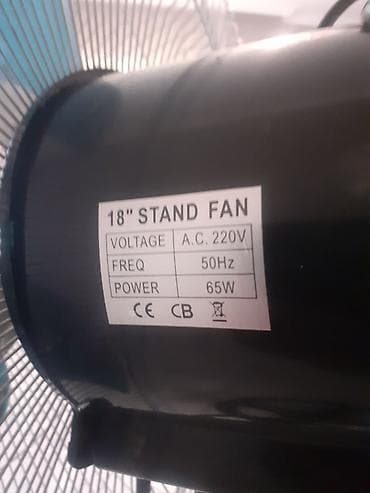 18" STAND FAN
VOLTAGE A.C. 220V
FREQ 50Hz
POWER 65W
CE CB